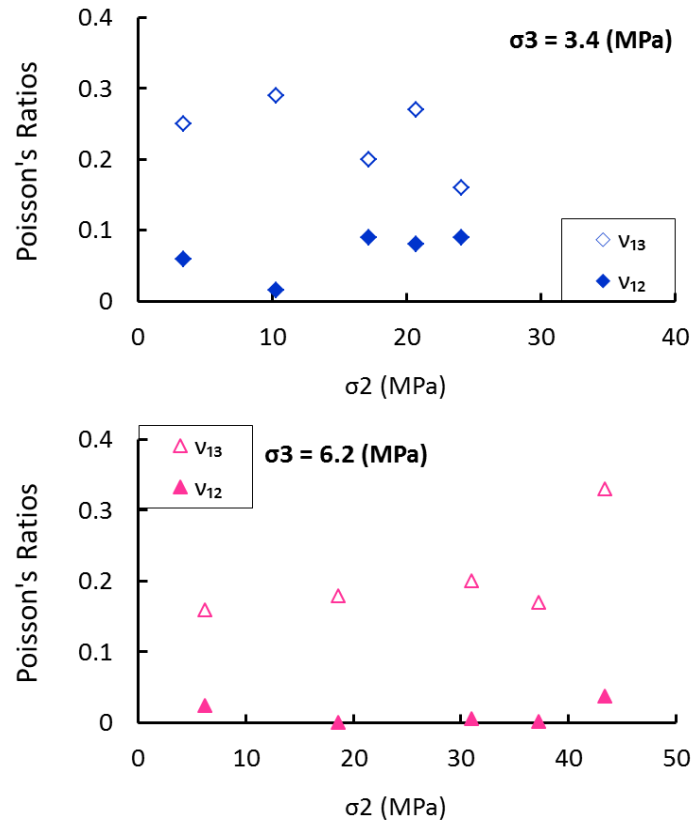 σ3 = 3.4 (MPa)
0.4
0.3
0.2
0.1
0
Poisson's Ratios
ν₁₃
ν₁₂
0 10 20 30 40
σ2 (MPa)
σ3 = 6.2 (MPa)
ν₁₃
ν₁₂
0.4
0.3
0.2
0.1
0
Poisson's Ratios
0 10 20 30 40 50
σ2 (MPa)